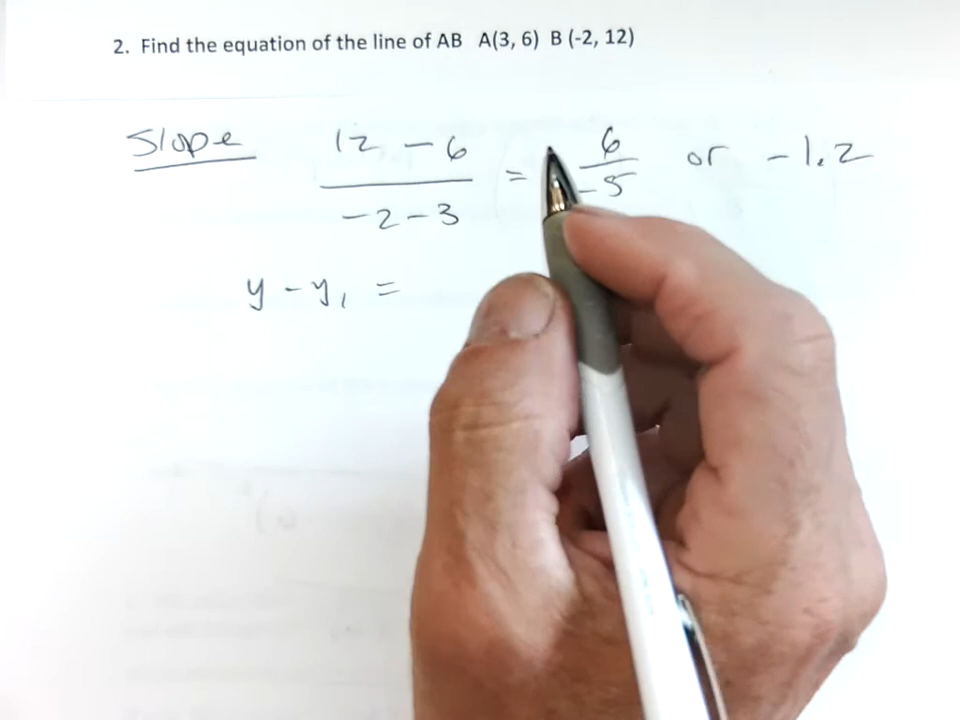 2. Find the equation of the line of AB A(3, 6) B (-2, 12)
Slope 12 - 6 / -2 - 3 = 6 / -5 or -1.2
y - y₁ =